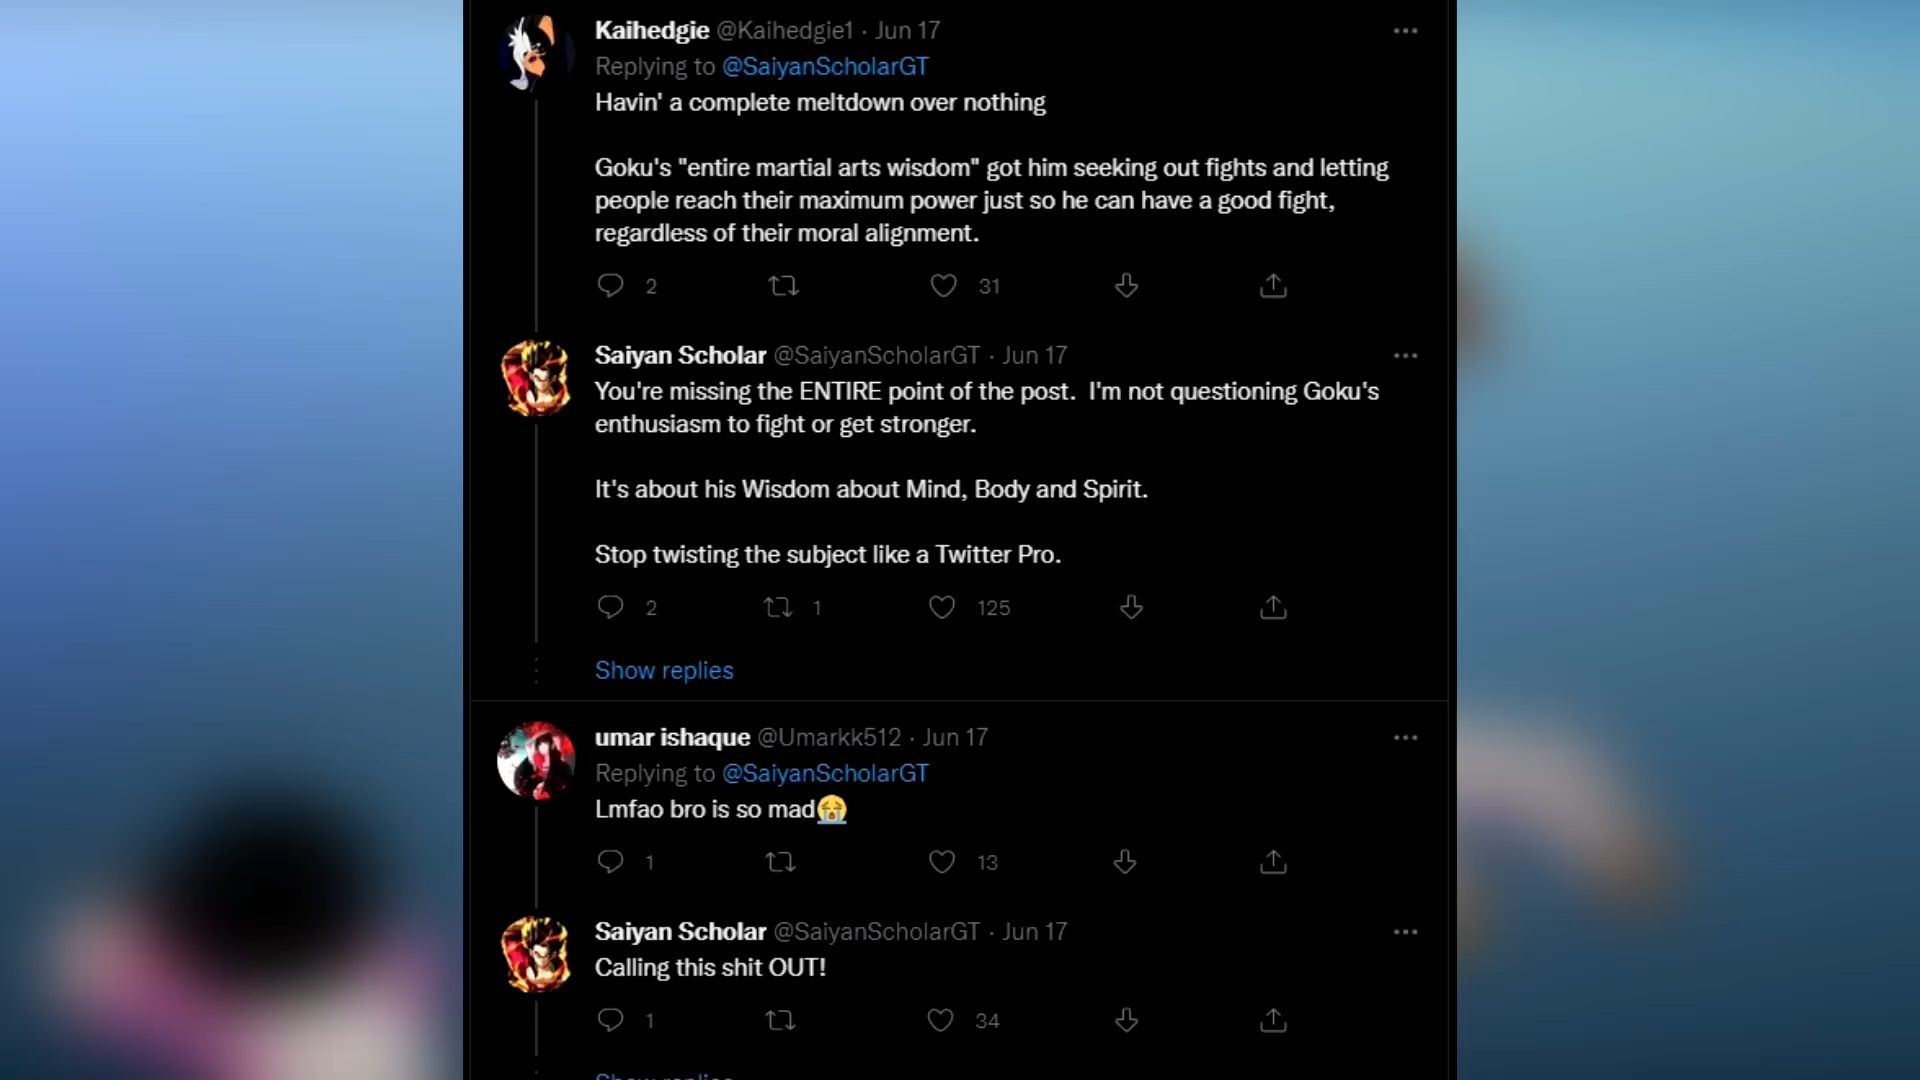 Kaihedgie @Kaihedgie1 · Jun 17
Replying to @SaiyanScholarGT
Havin' a complete meltdown over nothing
Goku's "entire martial arts wisdom" got him seeking out fights and letting
people reach their maximum power just so he can have a good fight,
regardless of their moral alignment.
2 31
Saiyan Scholar @SaiyanScholarGT · Jun 17
You're missing the ENTIRE point of the post. I'm not questioning Goku's
enthusiasm to fight or get stronger.
It's about his Wisdom about Mind, Body and Spirit.
Stop twisting the subject like a Twitter Pro.
2 1 125
Show replies
umar ishaque @Umarkk512 · Jun 17
Replying to @SaiyanScholarGT
Lmfao bro is so mad😭
1 13
Saiyan Scholar @SaiyanScholarGT · Jun 17
Calling this shit OUT!
1 34
Show replies